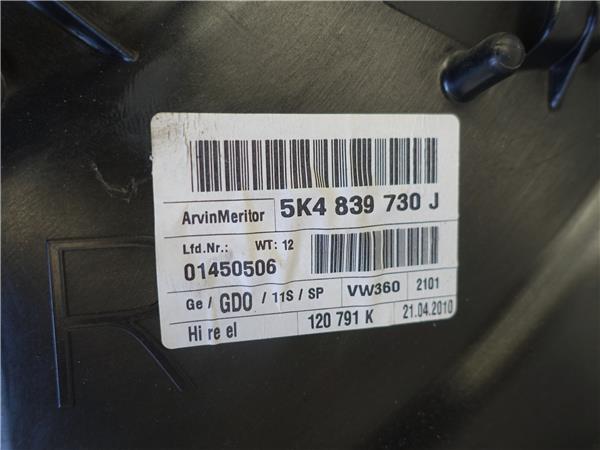 ArvinMeritor 5K4 839 730 J
Lfd.Nr.: WT: 12
01450506
Ge / GDO / 11S / SP VW360 2101
Hi re el 120 791 K 21.04.2010
R